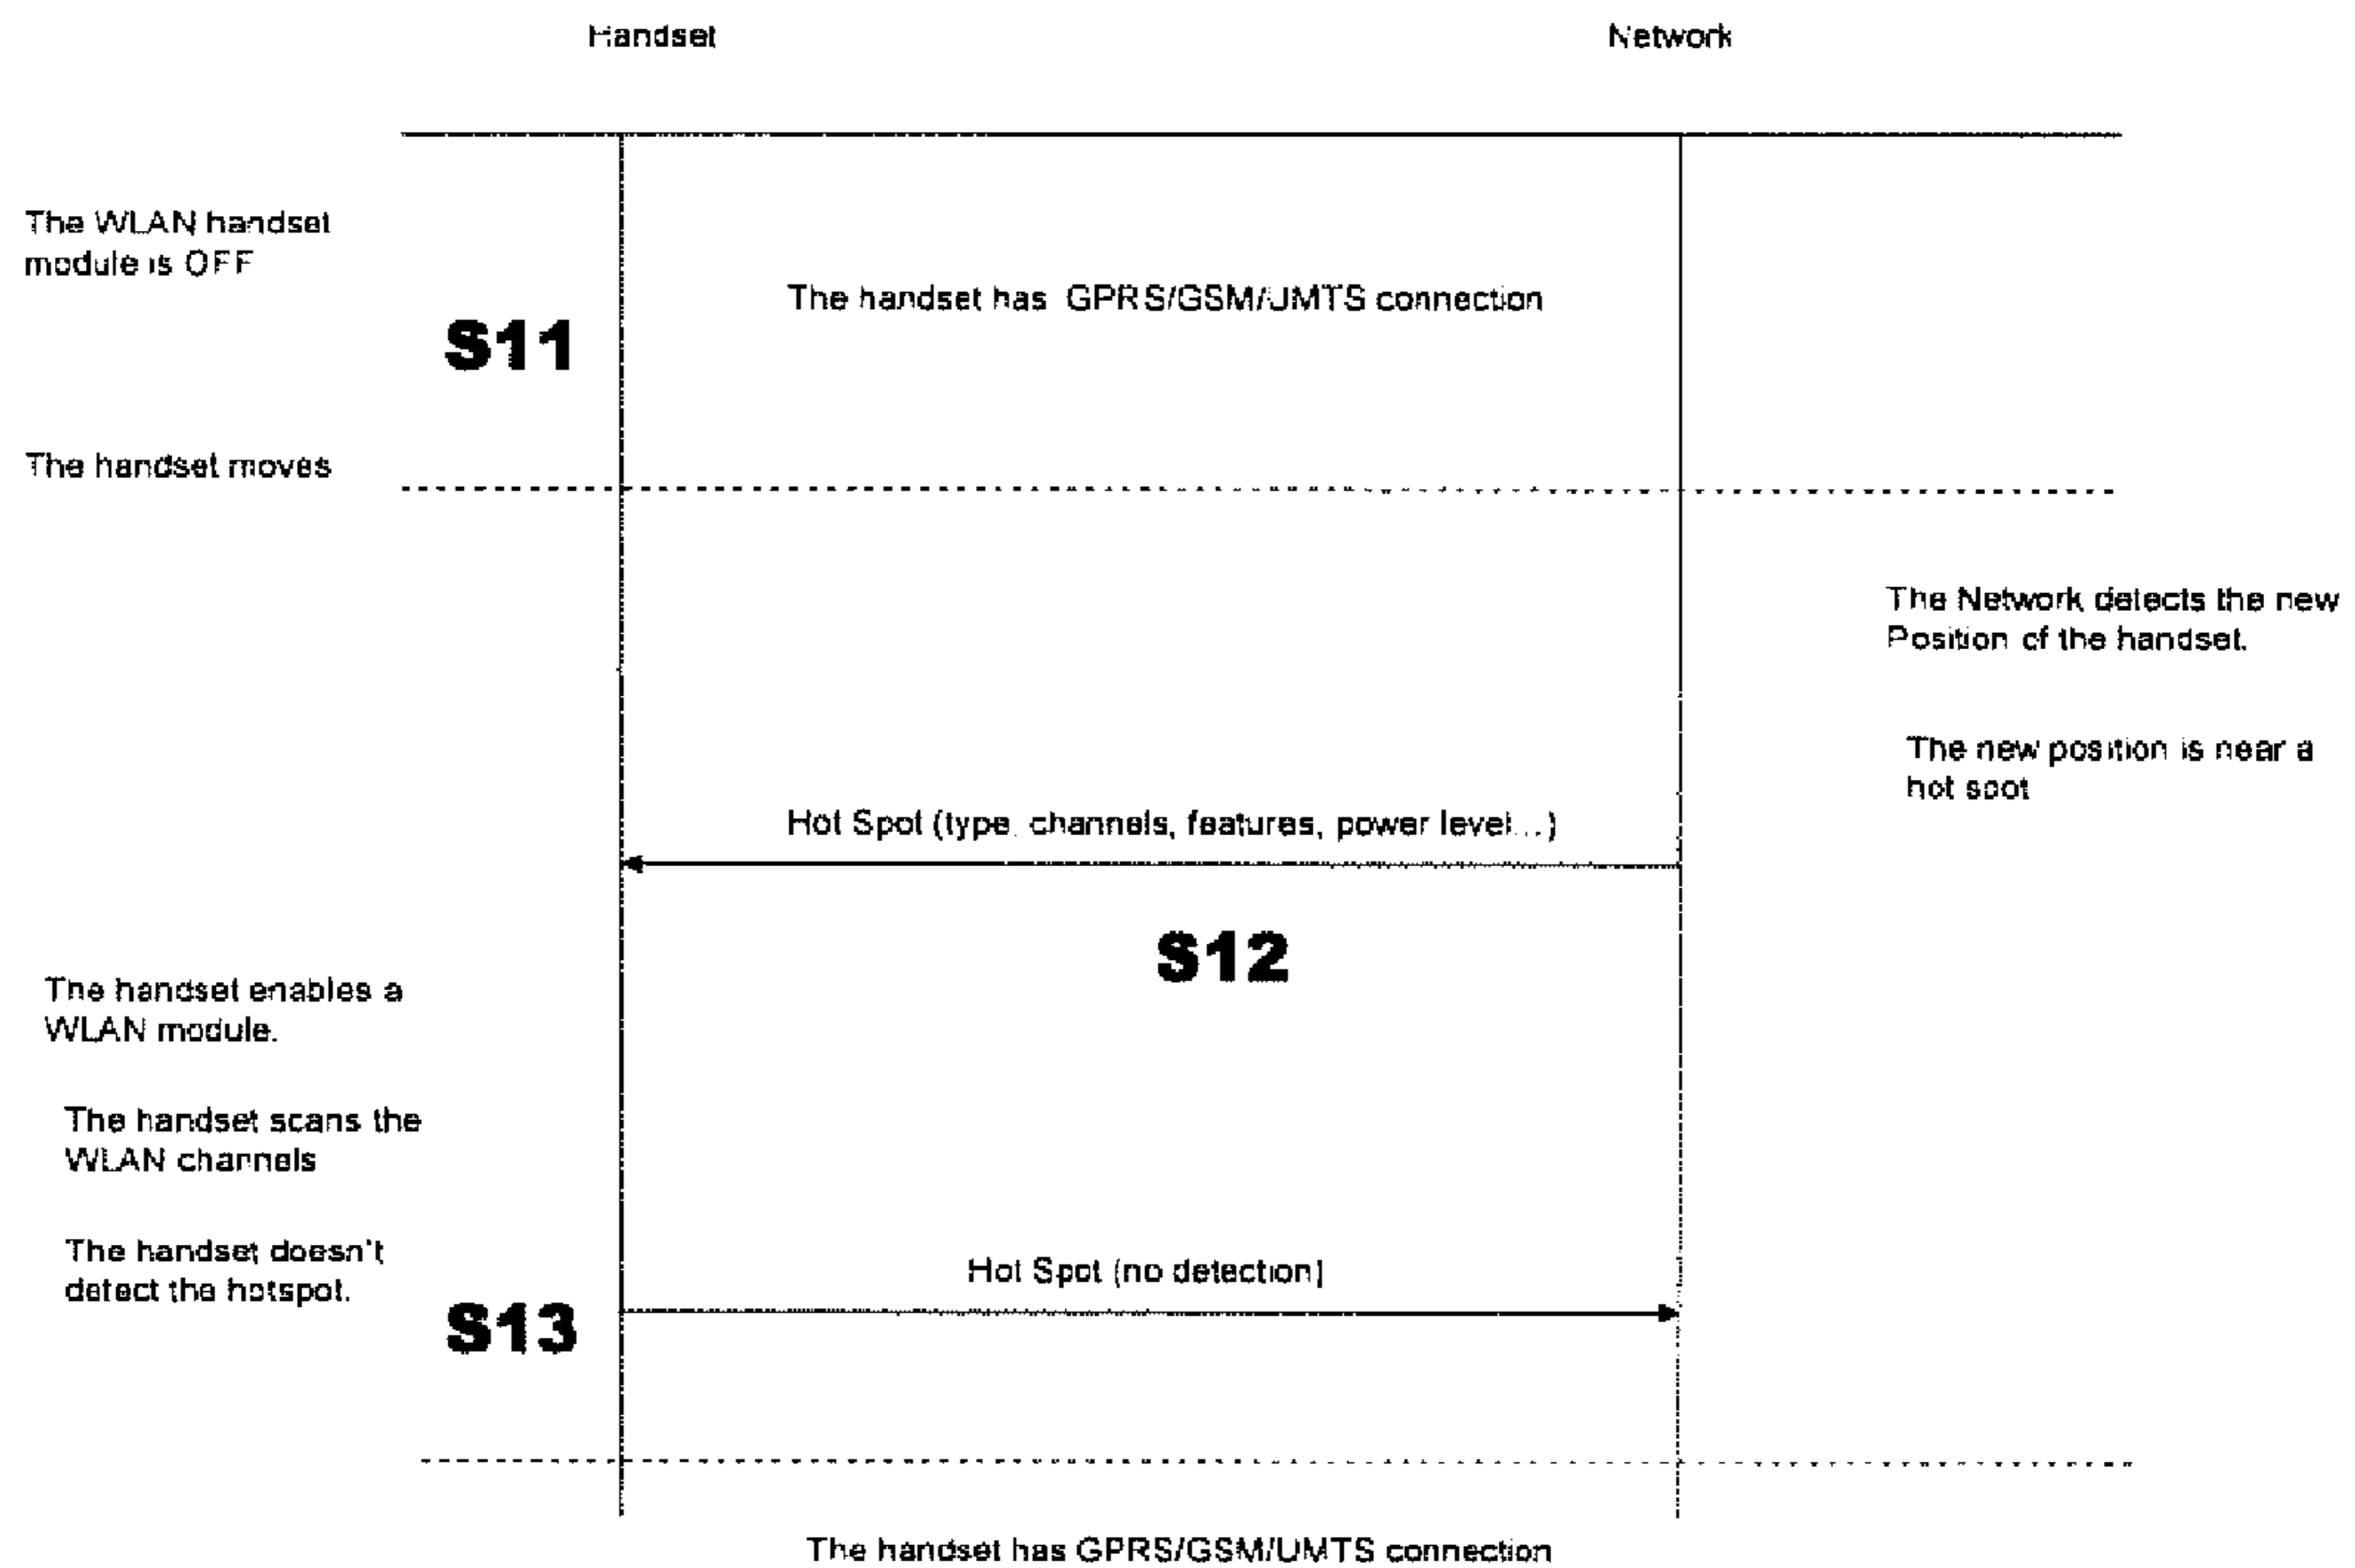 Handset
Network
The WLAN handset
module is OFF
The handset has GPRS/GSM/UMTS connection
S11
The handset moves
The Network detects the new
Position of the handset.
The new position is near a
hot spot
Hot Spot (type, channels, features, power level...)
S12
The handset enables a
WLAN module.
The handset scans the
WLAN channels
The handset doesn't
detect the hotspot.
Hot Spot (no detection)
S13
The handset has GPRS/GSM/UMTS connection